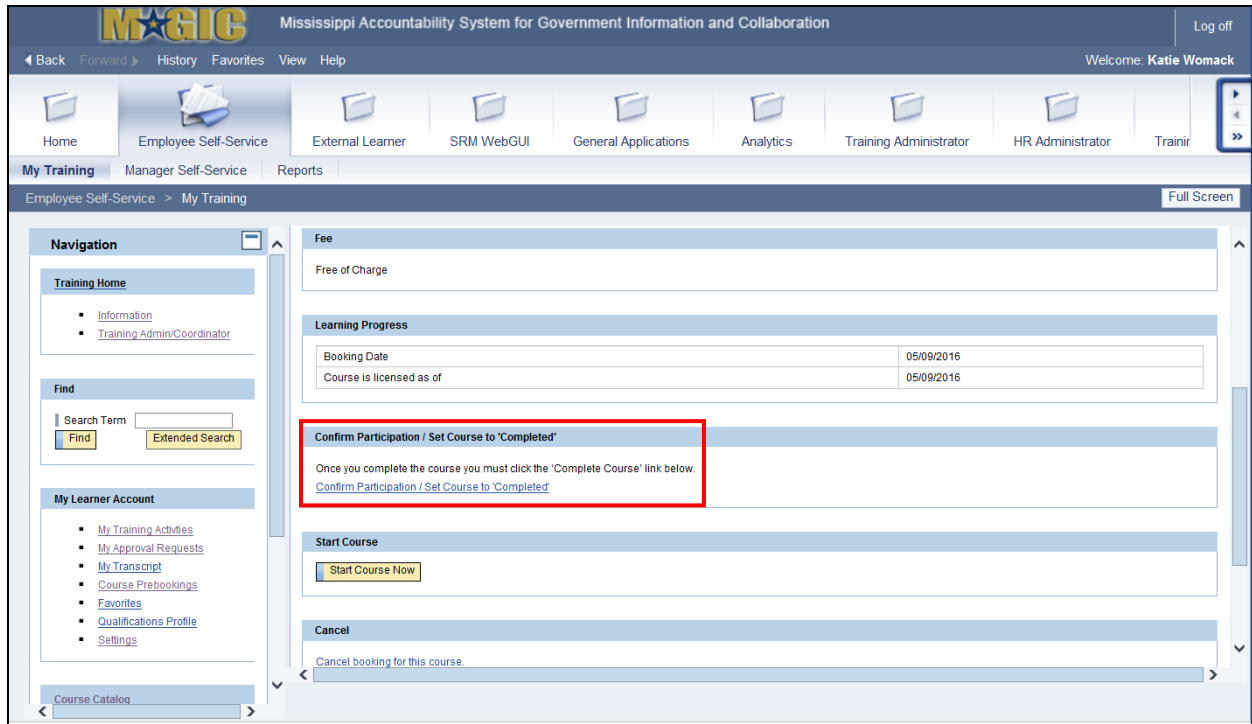 MAGIC Mississippi Accountability System for Government Information and Collaboration Log off
Back Forward History Favorites View Help Welcome: Katie Womack
Home Employee Self-Service External Learner SRM WebGUI General Applications Analytics Training Administrator HR Administrator Trainir
My Training Manager Self-Service Reports
Employee Self-Service > My Training Full Screen
Navigation
Training Home
Information
Training Admin/Coordinator
Find
Search Term
Find Extended Search
My Learner Account
My Training Activties
My Approval Requests
My Transcript
Course Prebookings
Favorites
Qualifications Profile
Settings
Course Catalog
Fee
Free of Charge
Learning Progress
Booking Date 05/09/2016
Course is licensed as of 05/09/2016
Confirm Participation / Set Course to 'Completed'
Once you complete the course you must click the 'Complete Course' link below.
Confirm Participation / Set Course to 'Completed'
Start Course
Start Course Now
Cancel
Cancel booking for this course.